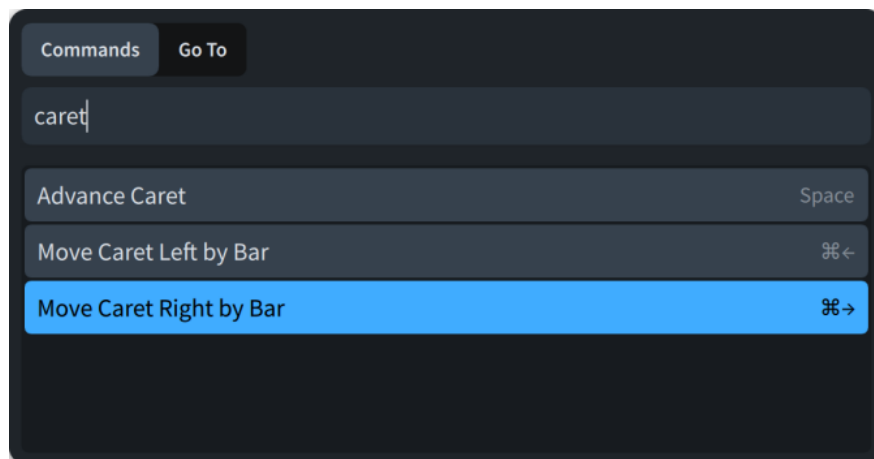 Commands Go To
caret
Advance Caret Space
Move Caret Left by Bar ⌘←
Move Caret Right by Bar ⌘→